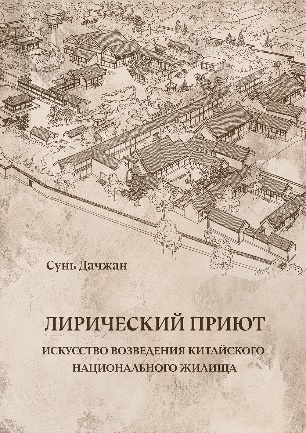 Сунь Дачжан
ЛИРИЧЕСКИЙ ПРИЮТ
ИСКУССТВО ВОЗВЕДЕНИЯ КИТАЙСКОГО
НАЦИОНАЛЬНОГО ЖИЛИЩА